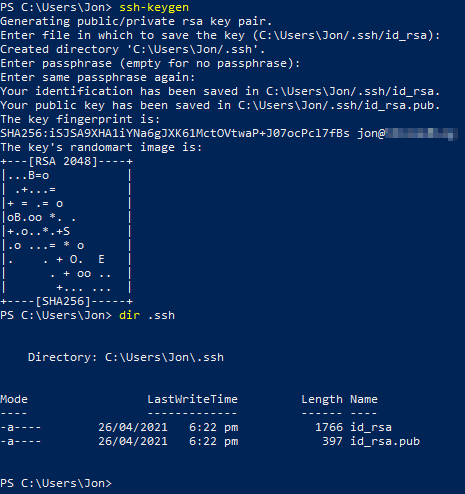 PS C:\Users\Jon> ssh-keygen
Generating public/private rsa key pair.
Enter file in which to save the key (C:\Users\Jon/.ssh/id_rsa):
Created directory 'C:\Users\Jon/.ssh'.
Enter passphrase (empty for no passphrase):
Enter same passphrase again:
Your identification has been saved in C:\Users\Jon/.ssh/id_rsa.
Your public key has been saved in C:\Users\Jon/.ssh/id_rsa.pub.
The key fingerprint is:
SHA256:iSJSA9XHA1iYNa6gJXK61MctOVtwaP+J07ocPcl7fBs jon@
The key's randomart image is:
+---[RSA 2048]----+
|...B=o           |
| .+...=          |
|+ = .= o         |
|oB.oo *. .       |
|+.o..*.+S        |
|.o ...= * o      |
|.    . + O.  E   |
|      . + oo ..  |
|       +... ...  |
+----[SHA256]-----+
PS C:\Users\Jon> dir .ssh
    Directory: C:\Users\Jon\.ssh
Mode                 LastWriteTime         Length Name
----                 -------------         ------ ----
-a----        26/04/2021   6:22 pm           1766 id_rsa
-a----        26/04/2021   6:22 pm            397 id_rsa.pub
PS C:\Users\Jon>